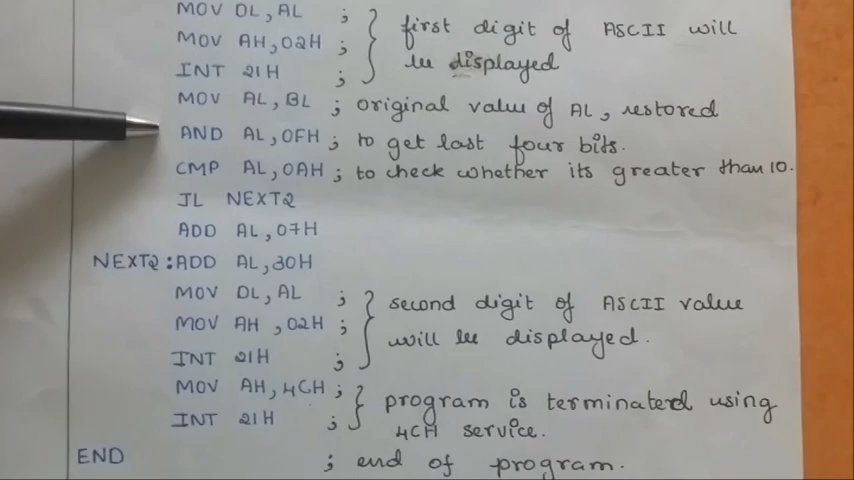 MOV DL, AL ; } first digit of ASCII will
MOV AH, 02H ; be displayed
INT 21H ;
MOV AL, BL ; original value of AL, restored
AND AL, 0FH ; to get last four bits.
CMP AL, 0AH ; to check whether its greater than 10.
JL NEXT2
ADD AL, 07H
NEXT2: ADD AL, 30H
MOV DL, AL ; } second digit of ASCII value
MOV AH, 02H ; will be displayed.
INT 21H ;
MOV AH, 4CH ; } program is terminated using
INT 21H ; 4CH service.
END ; end of program.